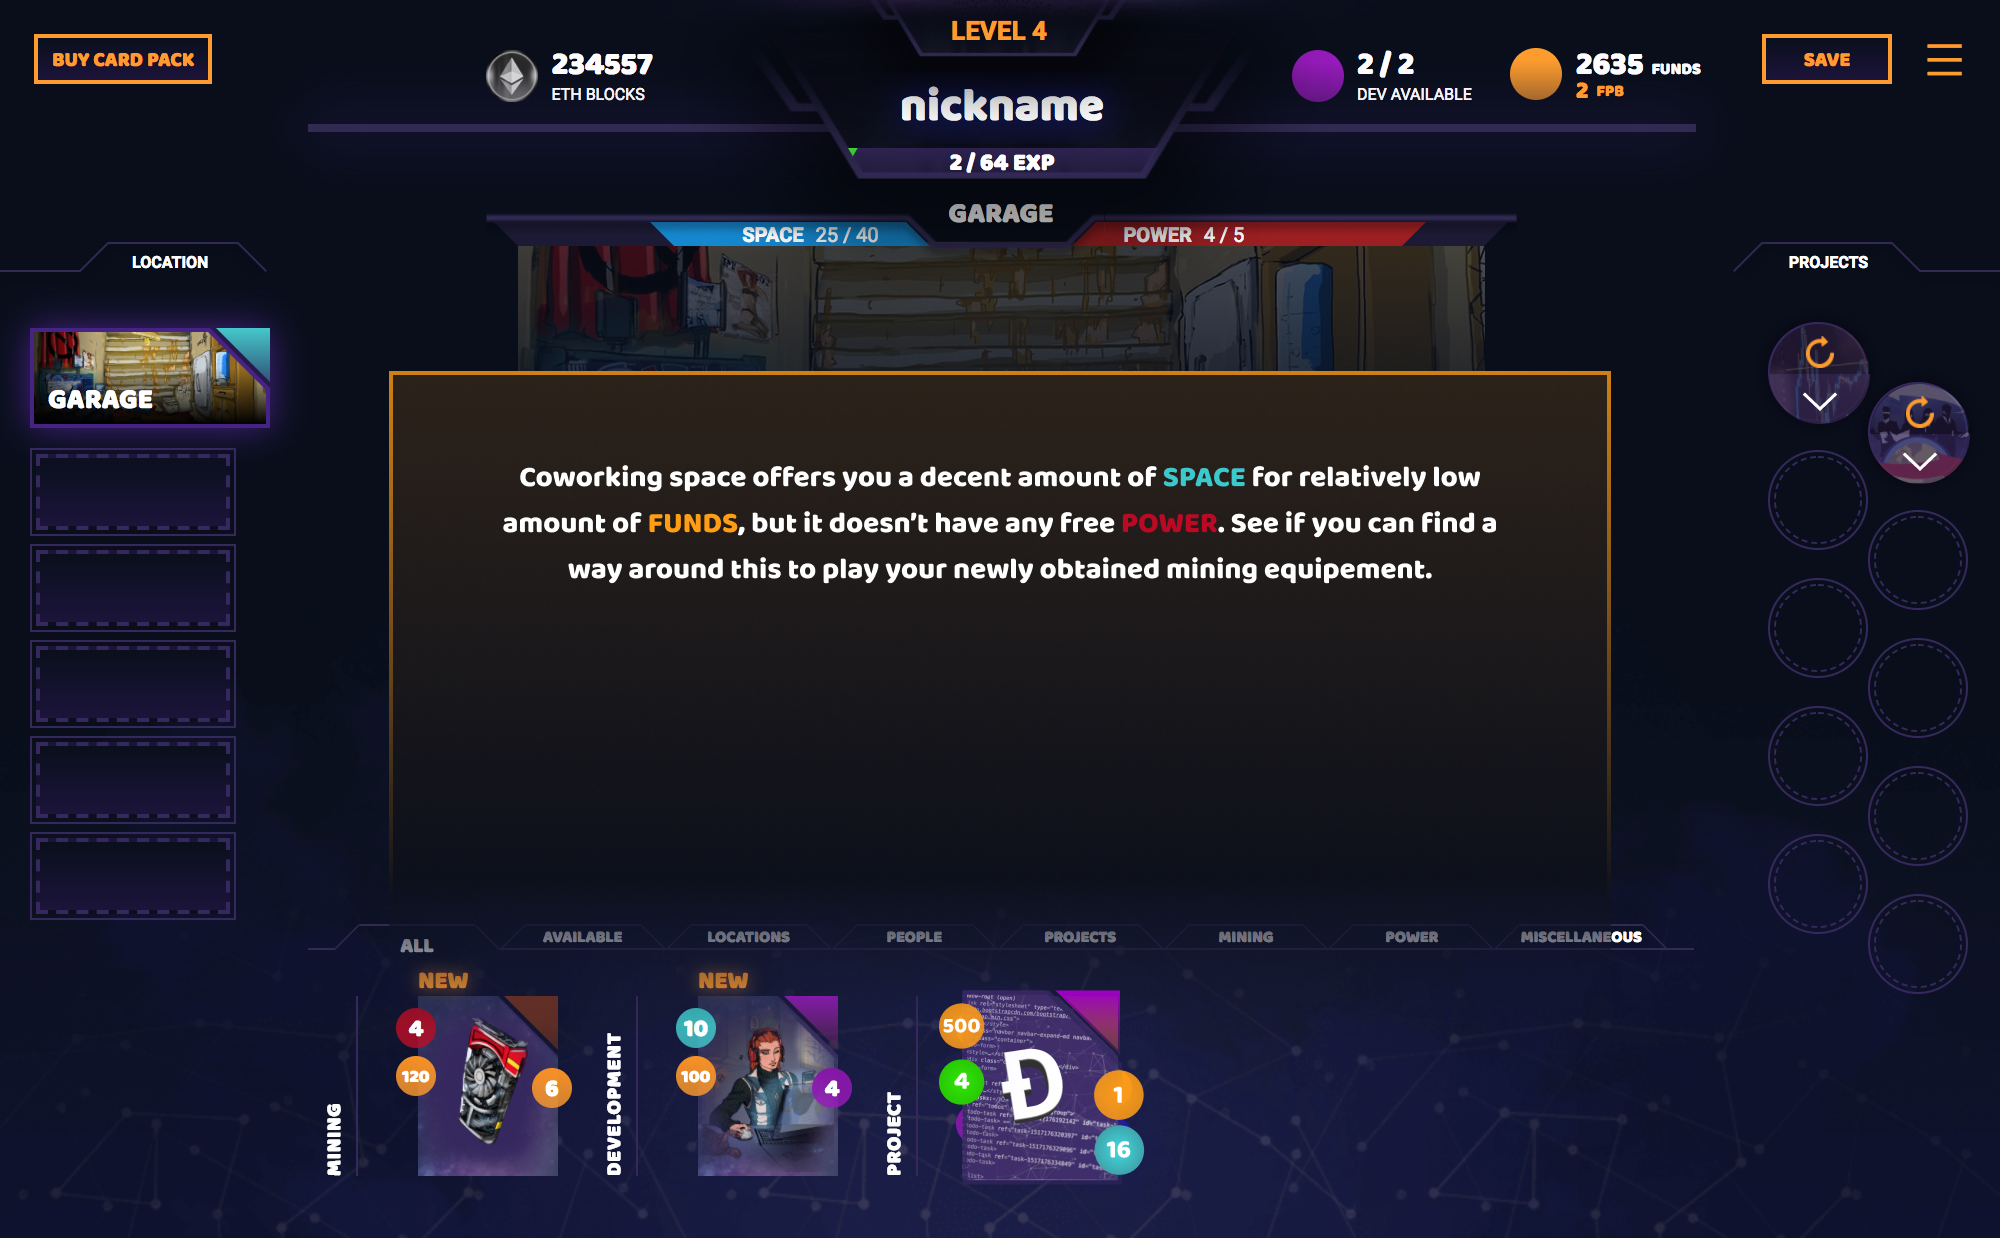 BUY CARD PACK
234557
ETH BLOCKS
LEVEL 4
nickname
2 / 64 EXP
2 / 2
DEV AVAILABLE
2635 FUNDS
2 FPB
SAVE
GARAGE
SPACE 25 / 40
POWER 4 / 5
LOCATION
GARAGE
PROJECTS
Coworking space offers you a decent amount of SPACE for relatively low
amount of FUNDS, but it doesn't have any free POWER. See if you can find a
way around this to play your newly obtained mining equipement.
ALL
AVAILABLE
LOCATIONS
PEOPLE
PROJECTS
MINING
POWER
MISCELLANEOUS
MINING
NEW
4
120
6
DEVELOPMENT
NEW
10
100
4
PROJECT
500
4
Đ
1
16